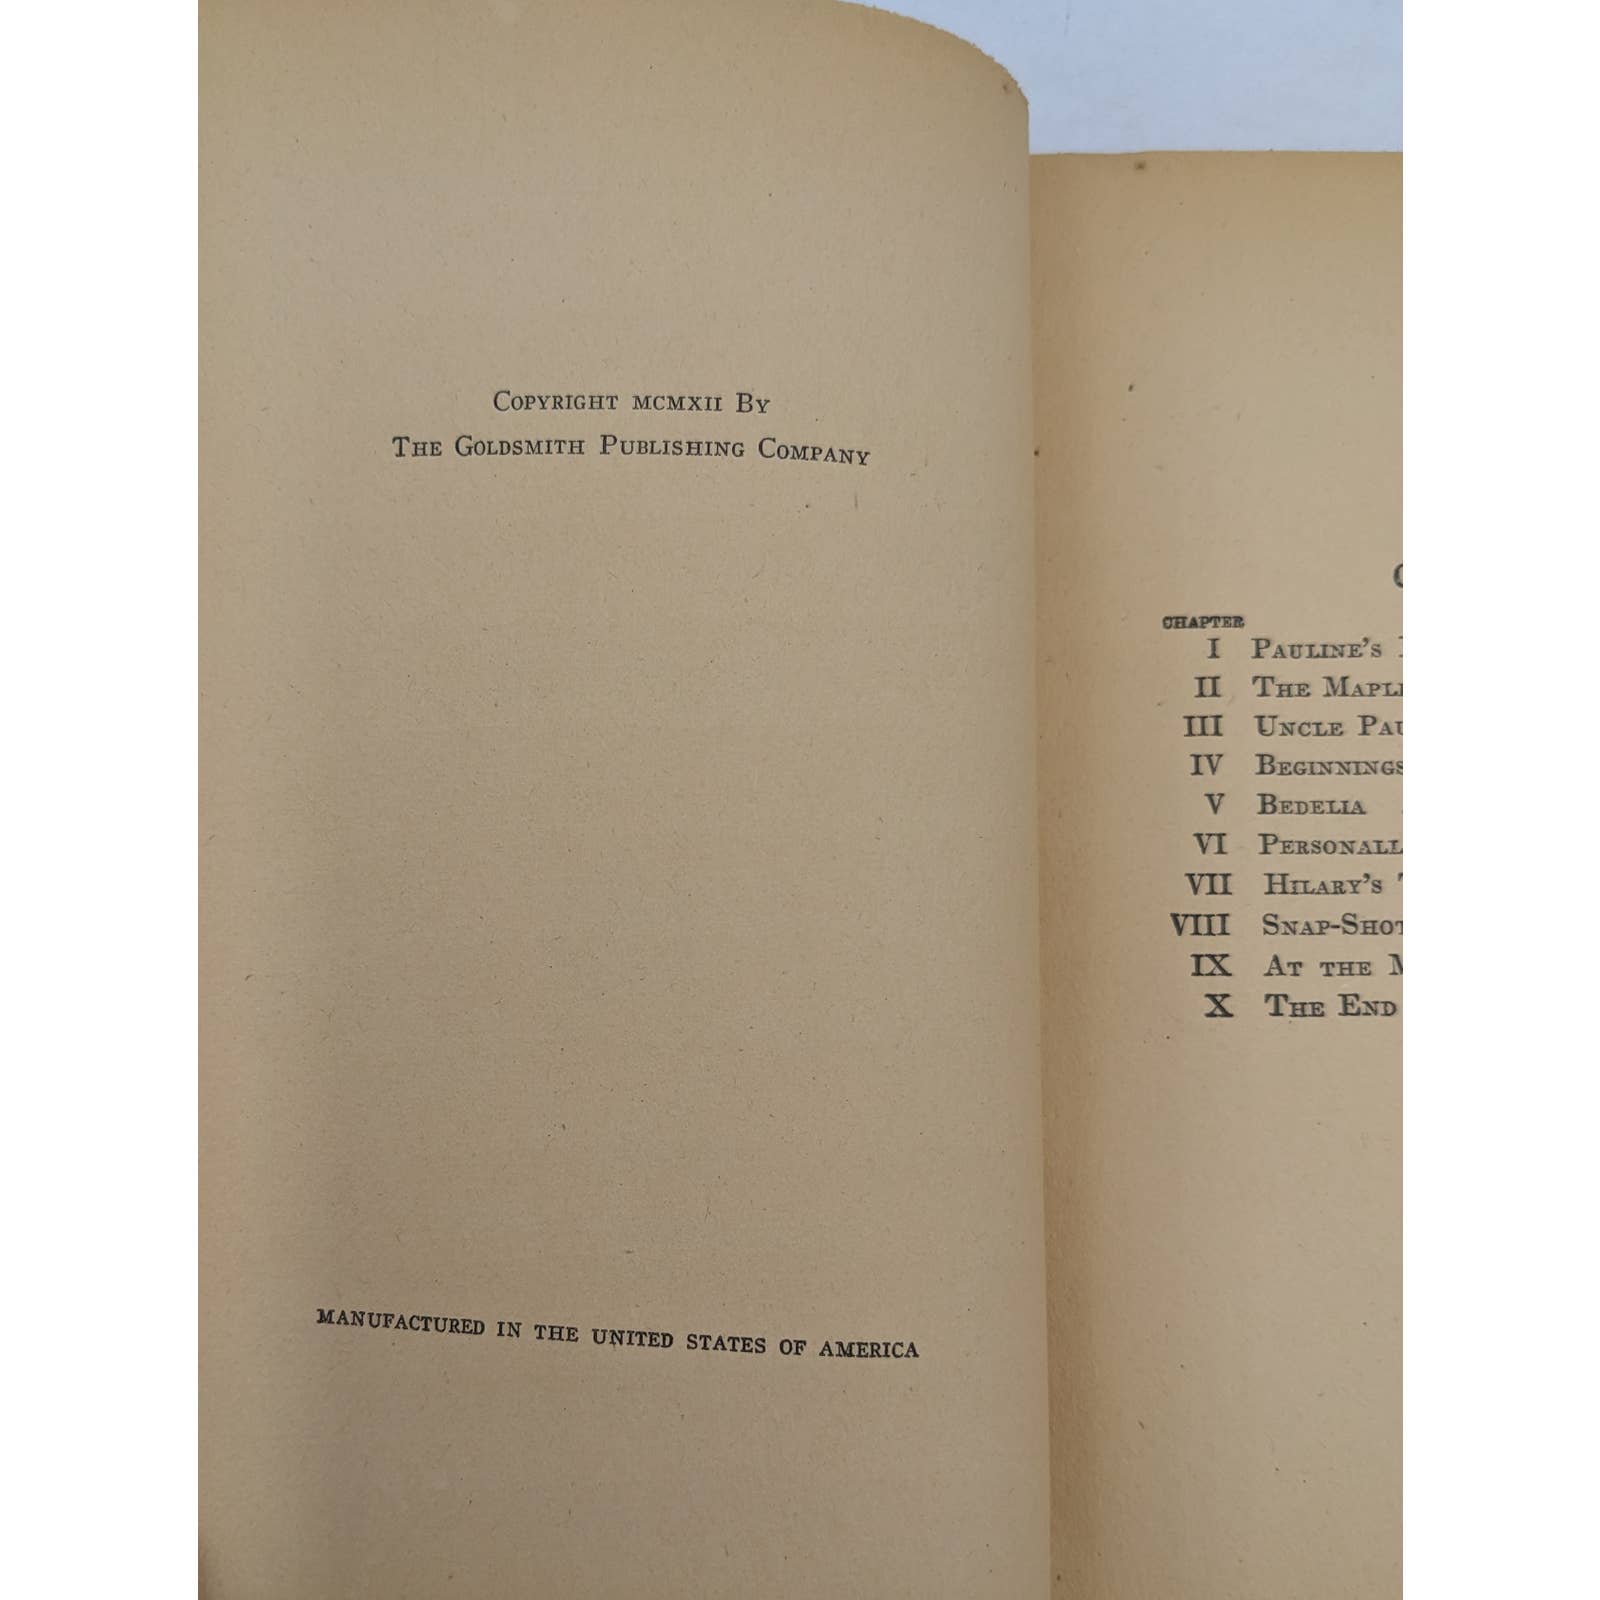 Copyright MCMXII By
The Goldsmith Publishing Company
MANUFACTURED IN THE UNITED STATES OF AMERICA
CHAPTER
I Pauline's
II The
III Uncle
IV Beginnings
V Bedelia
VI
VII Hilary's
VIII
IX At the
X The End